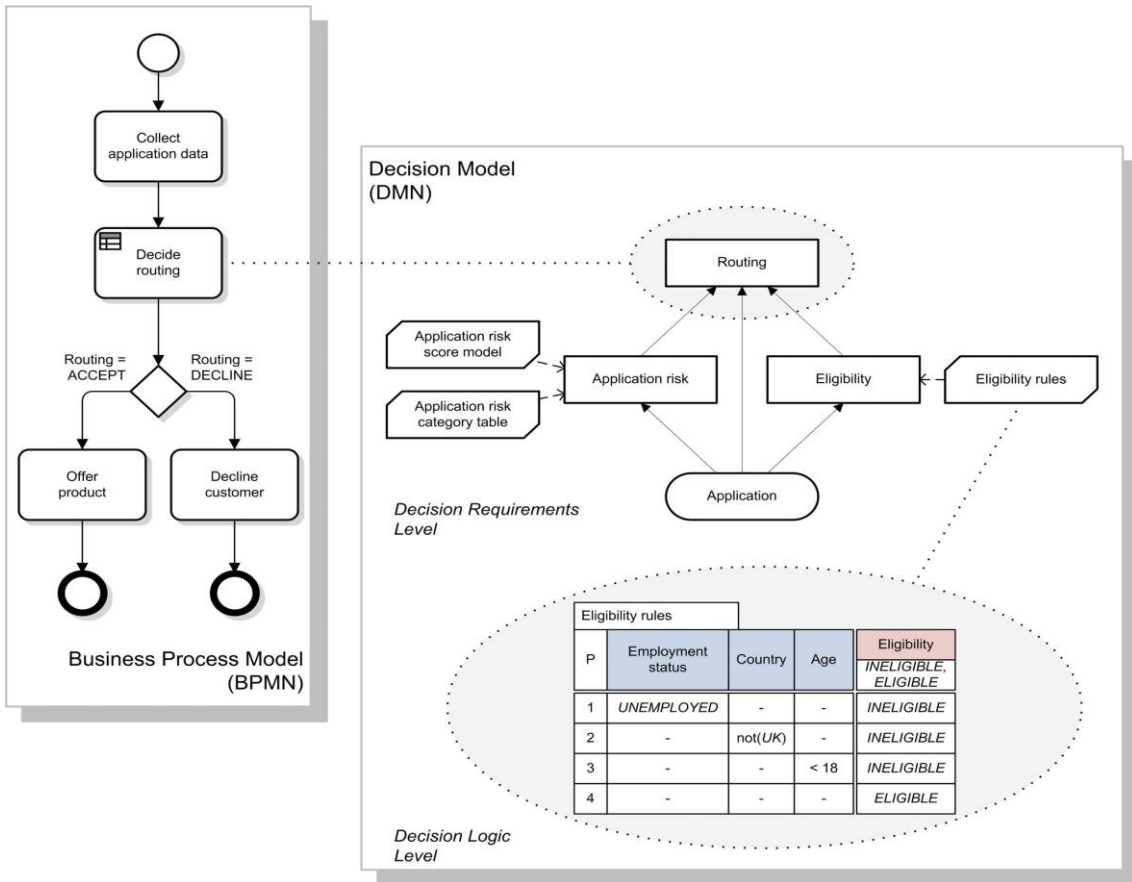 Collect
application data
Decide
routing
Routing =
ACCEPT
Routing =
DECLINE
Offer
product
Decline
customer
Business Process Model
(BPMN)
Decision Model
(DMN)
Routing
Application risk
score model
Application risk
Eligibility
Eligibility rules
Application risk
category table
Application
Decision Requirements
Level
Eligibility rules
P Employment status Country Age Eligibility
INELIGIBLE,
ELIGIBLE
1 UNEMPLOYED - - INELIGIBLE
2 - not(UK) - INELIGIBLE
3 - - < 18 INELIGIBLE
4 - - - ELIGIBLE
Decision Logic
Level